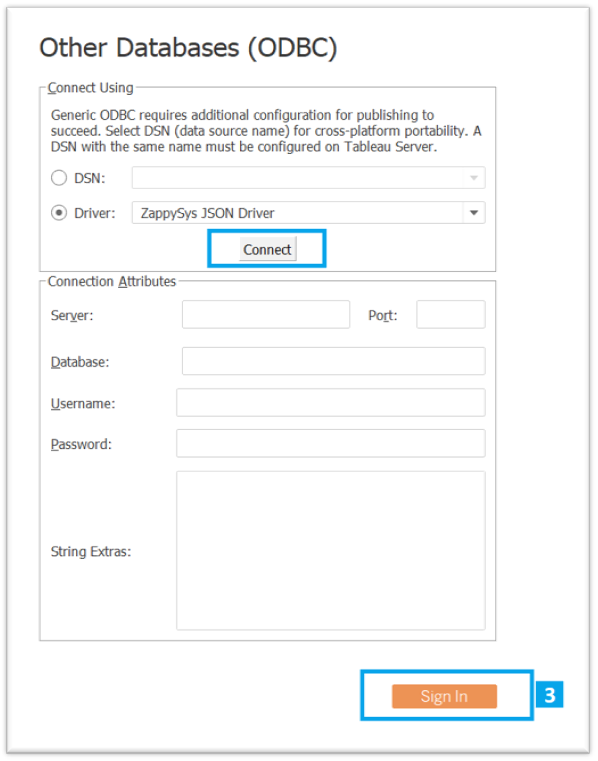 Other Databases (ODBC)
Connect Using
Generic ODBC requires additional configuration for publishing to
succeed. Select DSN (data source name) for cross-platform portability. A
DSN with the same name must be configured on Tableau Server.
DSN:
Driver: ZappySys JSON Driver
Connect
Connection Attributes
Server: Port:
Database:
Username:
Password:
String Extras:
Sign In 3